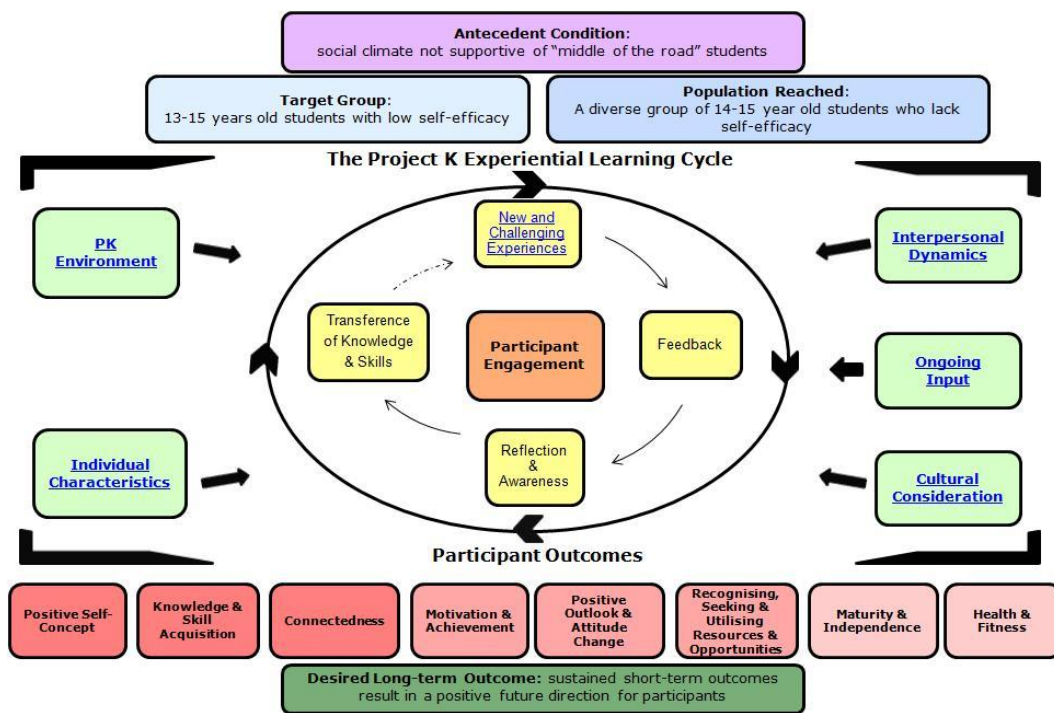 Antecedent Condition:
social climate not supportive of “middle of the road” students
Target Group:
13-15 years old students with low self-efficacy
Population Reached:
A diverse group of 14-15 year old students who lack
self-efficacy
The Project K Experiential Learning Cycle
PK
Environment
New and
Challenging
Experiences
Interpersonal
Dynamics
Transference
of Knowledge
& Skills
Participant
Engagement
Feedback
Ongoing
Input
Individual
Characteristics
Reflection
&
Awareness
Cultural
Consideration
Participant Outcomes
Positive Self-
Concept
Knowledge &
Skill
Acquisition
Connectedness
Motivation &
Achievement
Positive
Outlook &
Attitude
Change
Recognising,
Seeking &
Utilising
Resources &
Opportunities
Maturity &
Independence
Health &
Fitness
Desired Long-term Outcome: sustained short-term outcomes
result in a positive future direction for participants